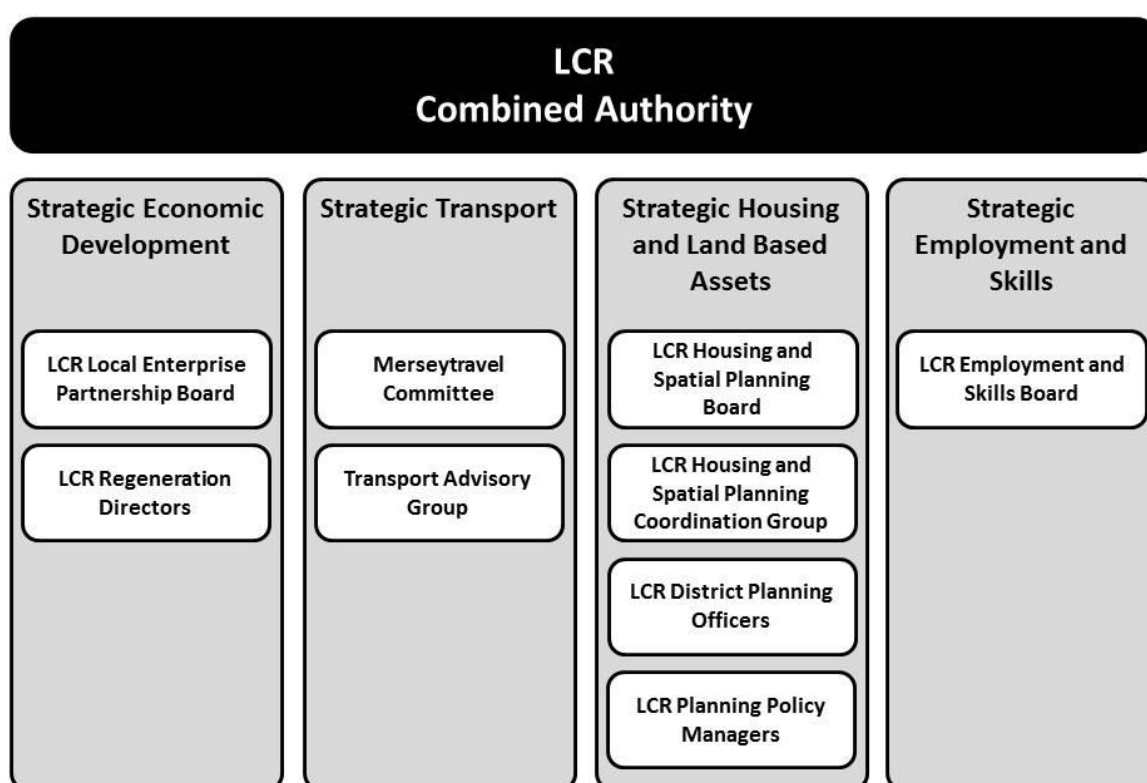 LCR
Combined Authority
Strategic Economic
Development
LCR Local Enterprise
Partnership Board
LCR Regeneration
Directors
Strategic Transport
Merseytravel
Committee
Transport Advisory
Group
Strategic Housing
and Land Based
Assets
LCR Housing and
Spatial Planning
Board
LCR Housing and
Spatial Planning
Coordination Group
LCR District Planning
Officers
LCR Planning Policy
Managers
Strategic
Employment and
Skills
LCR Employment and
Skills Board